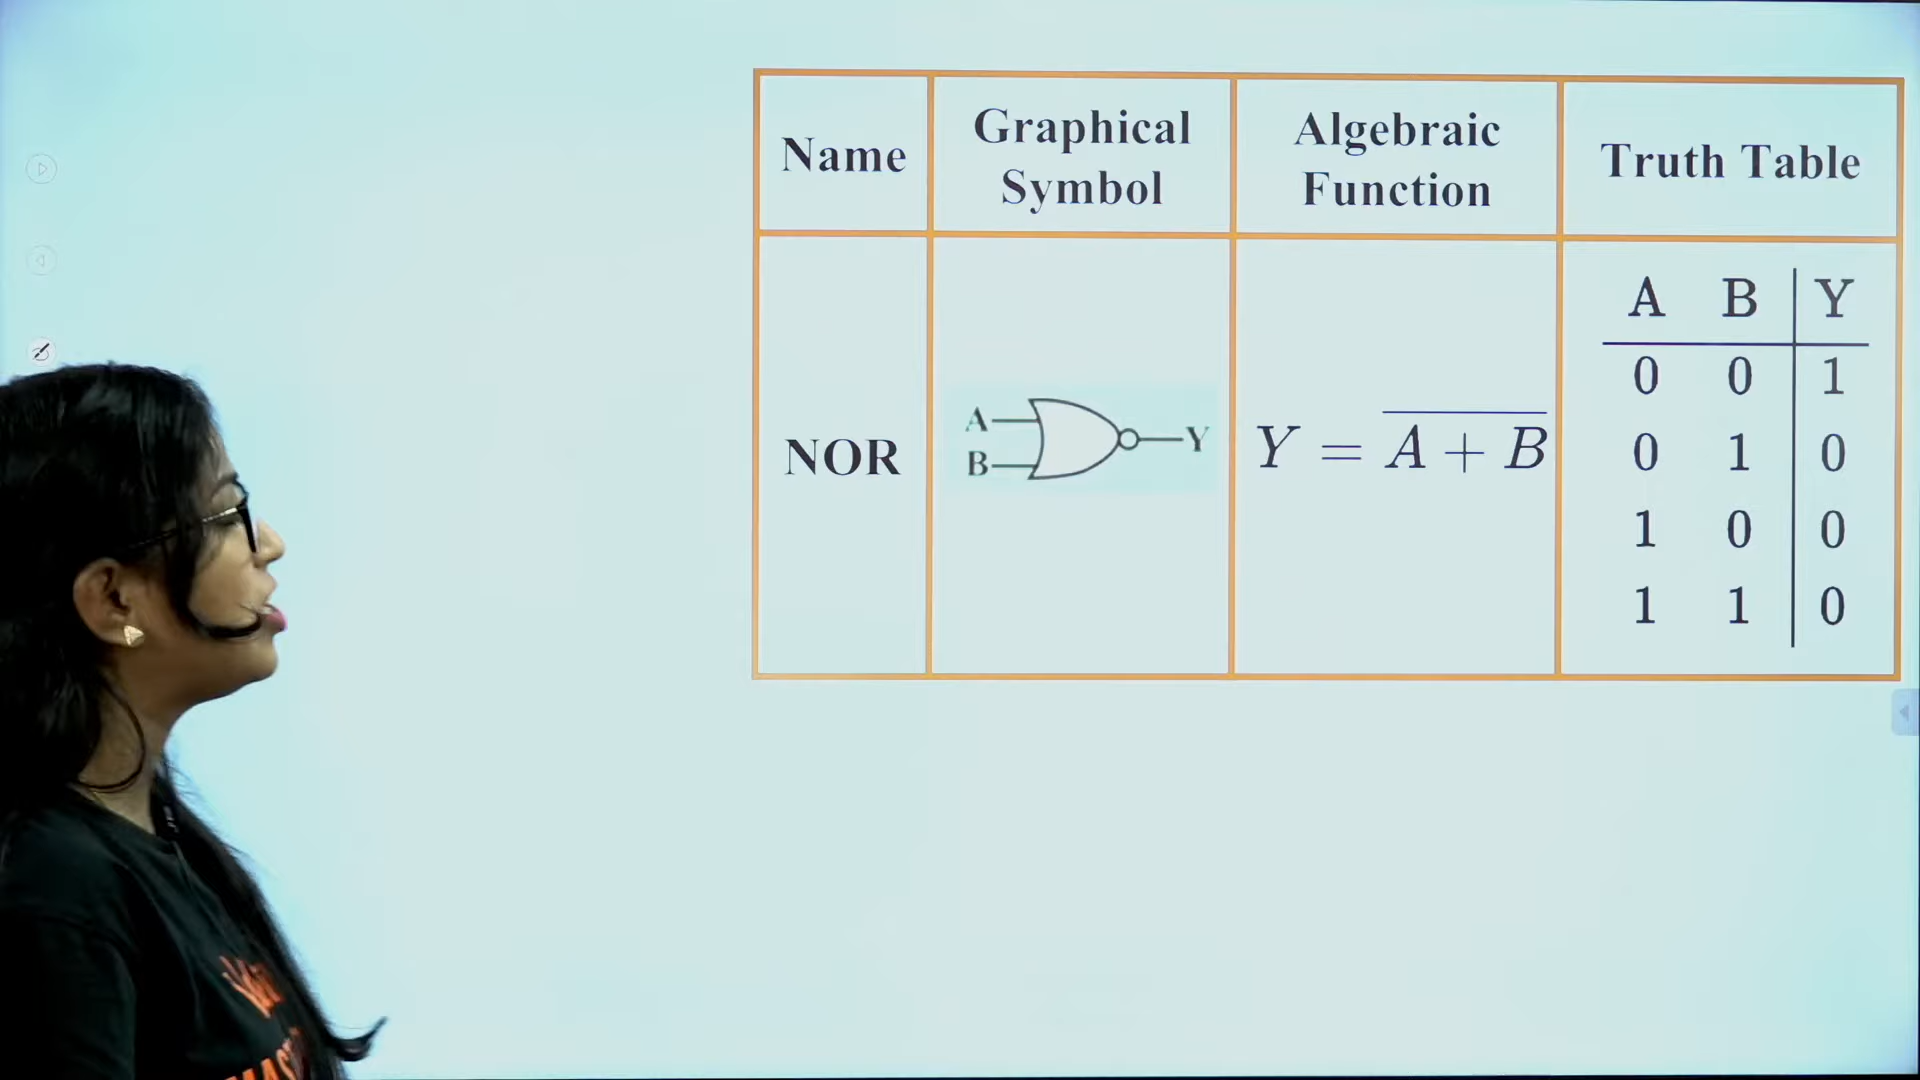 Name
Graphical
Symbol
Algebraic
Function
Truth Table
NOR
A
B
Y
Y = \overline{A + B}
A B Y
0 0 1
0 1 0
1 0 0
1 1 0